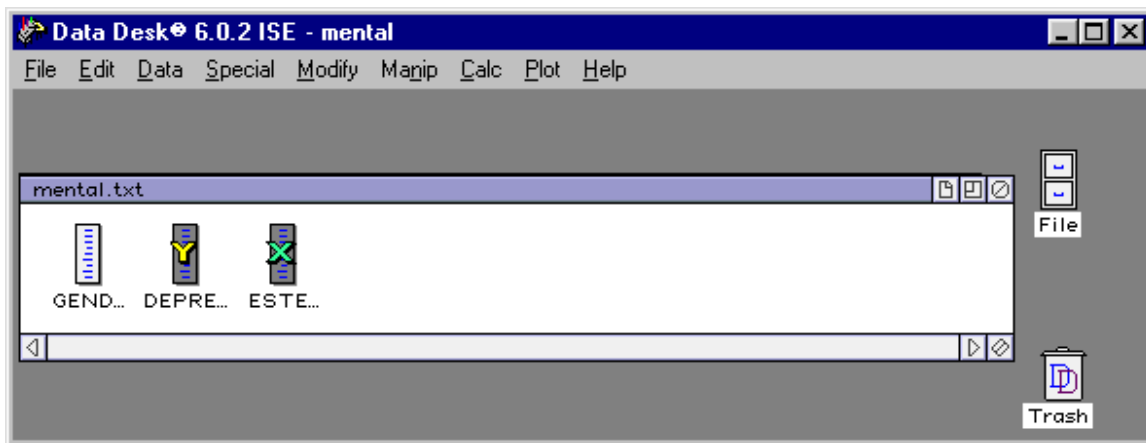 Data Desk® 6.0.2 ISE - mental
File Edit Data Special Modify Manip Calc Plot Help
mental.txt
File
Y X
GEND... DEPRE... ESTE...
DD
Trash